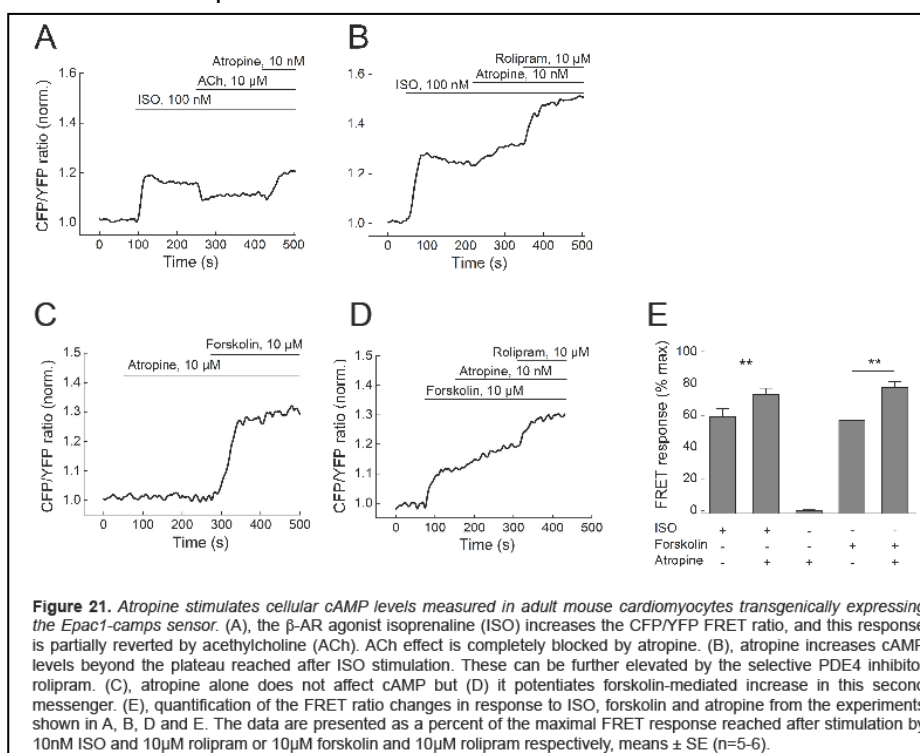 A
Atropine, 10 nM
ACh, 10 µM
ISO, 100 nM
CFP/YFP ratio (norm.)
1.6
1.4
1.2
1.0
0 100 200 300 400 500
Time (s)
B
Rolipram, 10 µM
Atropine, 10 nM
ISO, 100 nM
CFP/YFP ratio (norm.)
1.6
1.4
1.2
1.0
0 100 200 300 400 500
Time (s)
C
Forskolin, 10 µM
Atropine, 10 µM
CFP/YFP ratio (norm.)
1.5
1.4
1.3
1.2
1.1
1.0
0 100 200 300 400 500
Time (s)
D
Rolipram, 10 µM
Atropine, 10 nM
Forskolin, 10 µM
CFP/YFP ratio (norm.)
1.5
1.4
1.3
1.2
1.1
1.0
0 100 200 300 400 500
Time (s)
E
FRET response (% max)
100
80
60
40
20
0
** **
ISO + + - - -
Forskolin - - - + +
Atropine - + + - +
Figure 21. Atropine stimulates cellular cAMP levels measured in adult mouse cardiomyocytes transgenically expressing
the Epac1-camps sensor. (A), the β-AR agonist isoprenaline (ISO) increases the CFP/YFP FRET ratio, and this response
is partially reverted by acethylcholine (ACh). ACh effect is completely blocked by atropine. (B), atropine increases cAMP
levels beyond the plateau reached after ISO stimulation. These can be further elevated by the selective PDE4 inhibito
rolipram. (C), atropine alone does not affect cAMP but (D) it potentiates forskolin-mediated increase in this second
messenger. (E), quantification of the FRET ratio changes in response to ISO, forskolin and atropine from the experiments
shown in A, B, D and E. The data are presented as a percent of the maximal FRET response reached after stimulation by
10nM ISO and 10µM rolipram or 10µM forskolin and 10µM rolipram respectively, means ± SE (n=5-6).